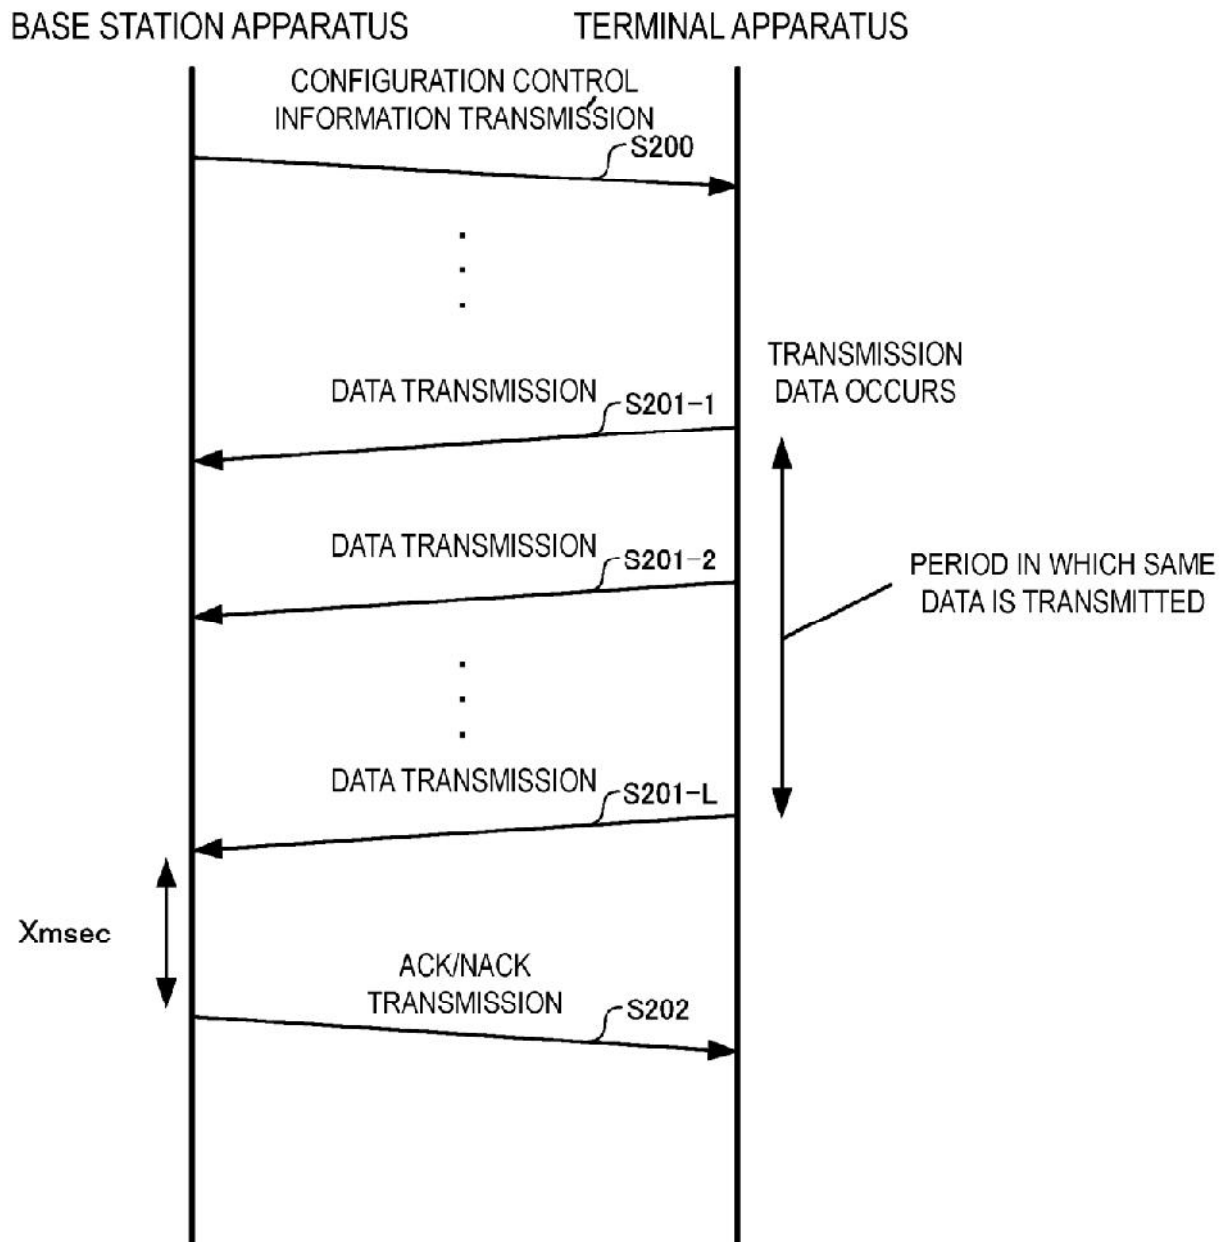 BASE STATION APPARATUS
TERMINAL APPARATUS
CONFIGURATION CONTROL
INFORMATION TRANSMISSION
S200
TRANSMISSION
DATA OCCURS
DATA TRANSMISSION
S201-1
DATA TRANSMISSION
S201-2
PERIOD IN WHICH SAME
DATA IS TRANSMITTED
DATA TRANSMISSION
S201-L
Xmsec
ACK/NACK
TRANSMISSION
S202